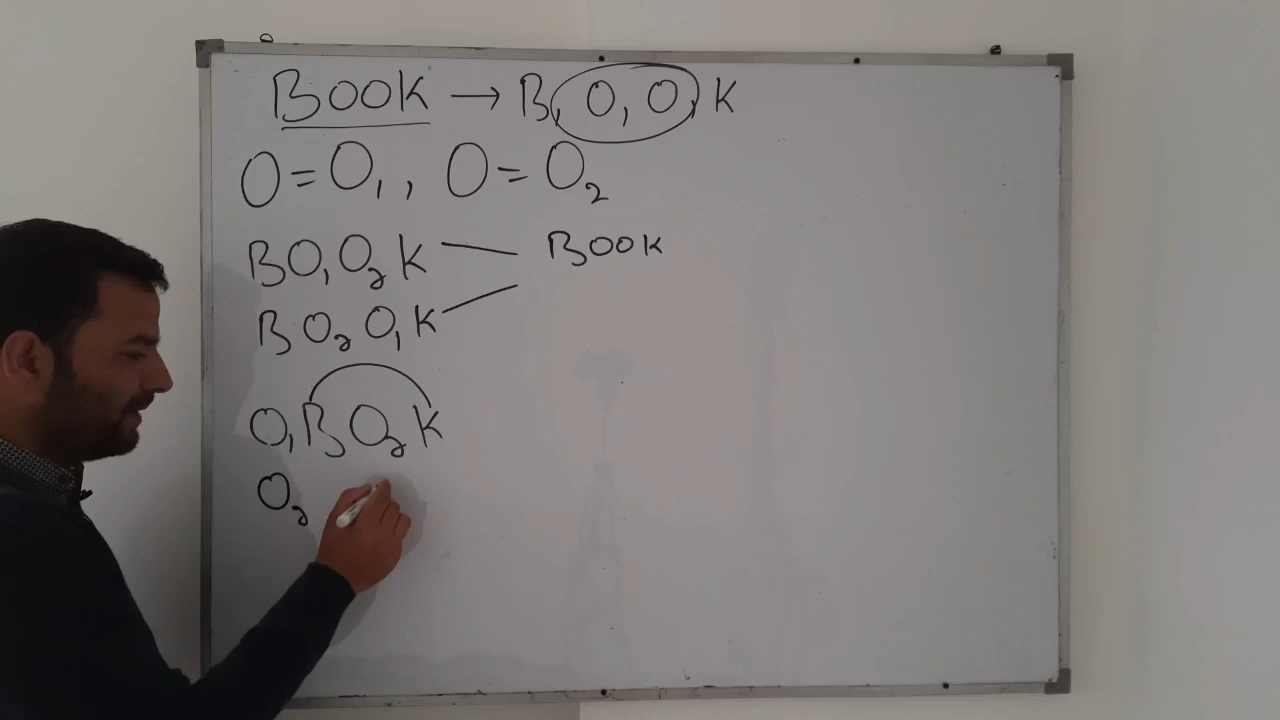 BOOK → B, O, O, K
O = O₁, O = O₂
BO₁O₂K — BOOK
BO₂O₁K
O₁BO₂K
O₂